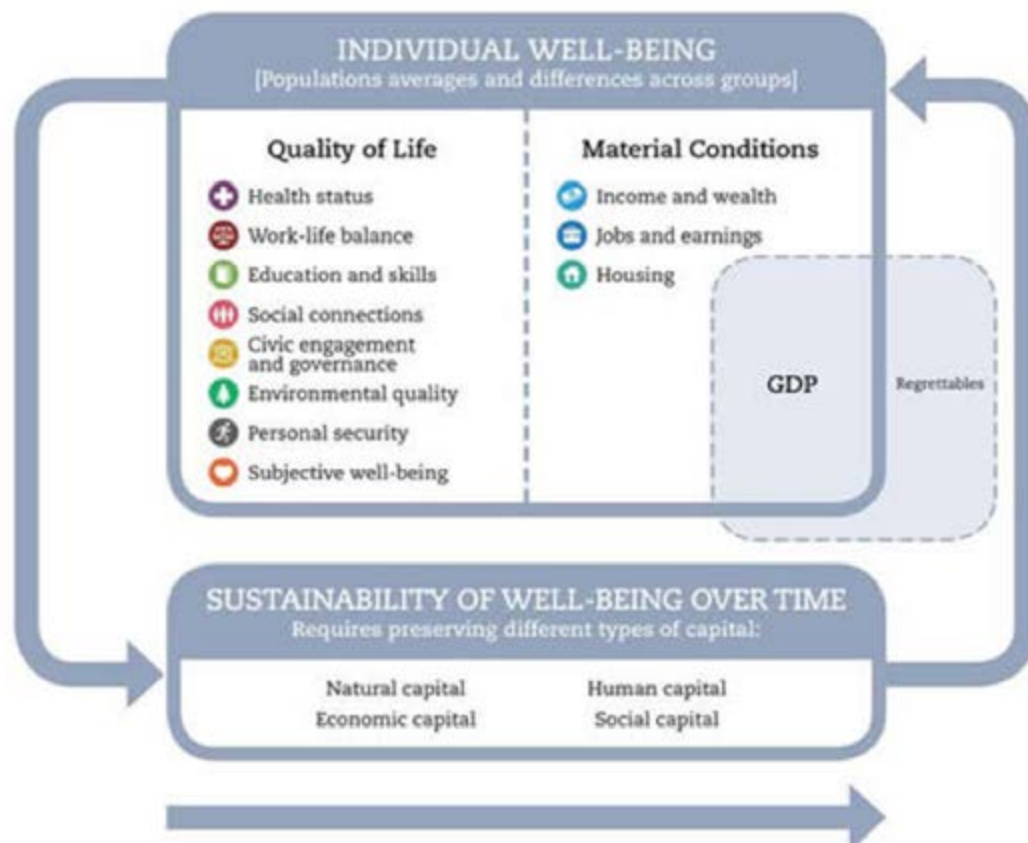 INDIVIDUAL WELL-BEING
[Populations averages and differences across groups]
Quality of Life
Health status
Work-life balance
Education and skills
Social connections
Civic engagement
and governance
Environmental quality
Personal security
Subjective well-being
Material Conditions
Income and wealth
Jobs and earnings
Housing
GDP
Regrettables
SUSTAINABILITY OF WELL-BEING OVER TIME
Requires preserving different types of capital:
Natural capital
Human capital
Economic capital
Social capital